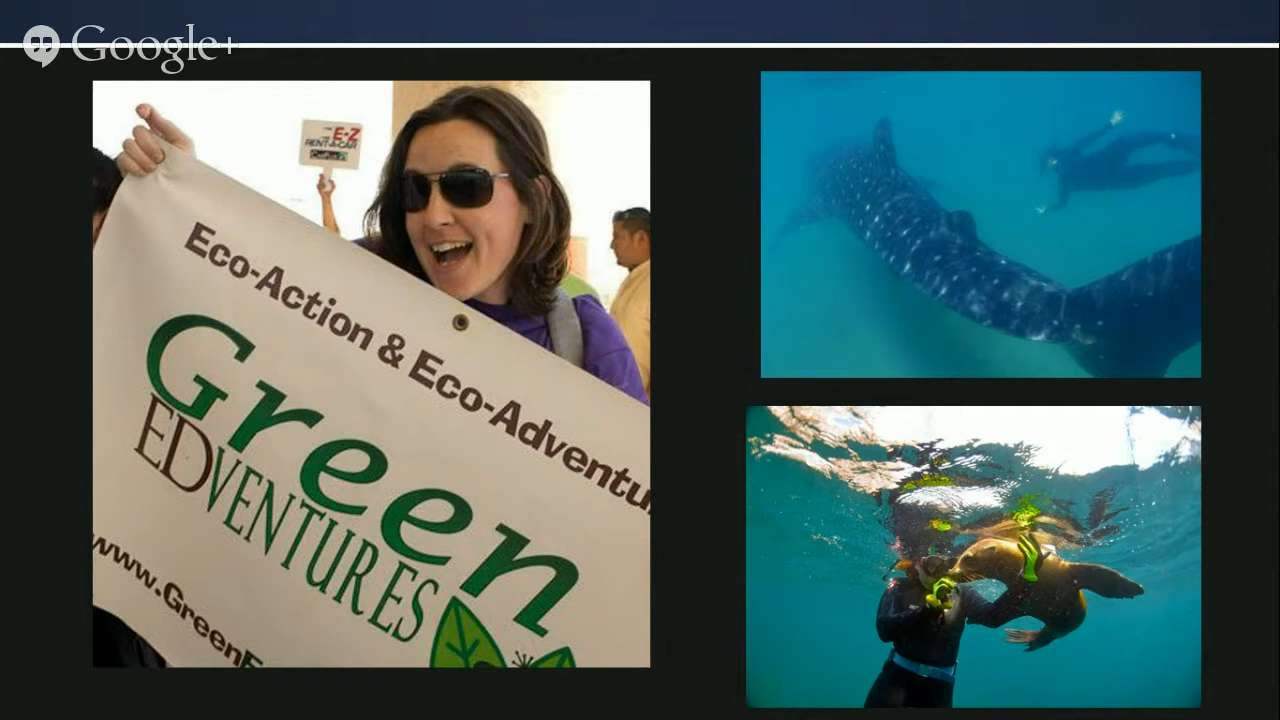 Google+
E-Z
RENT-A-CAR
Eco-Action & Eco-Adventu
Green
EDVENTURES
www.GreenE